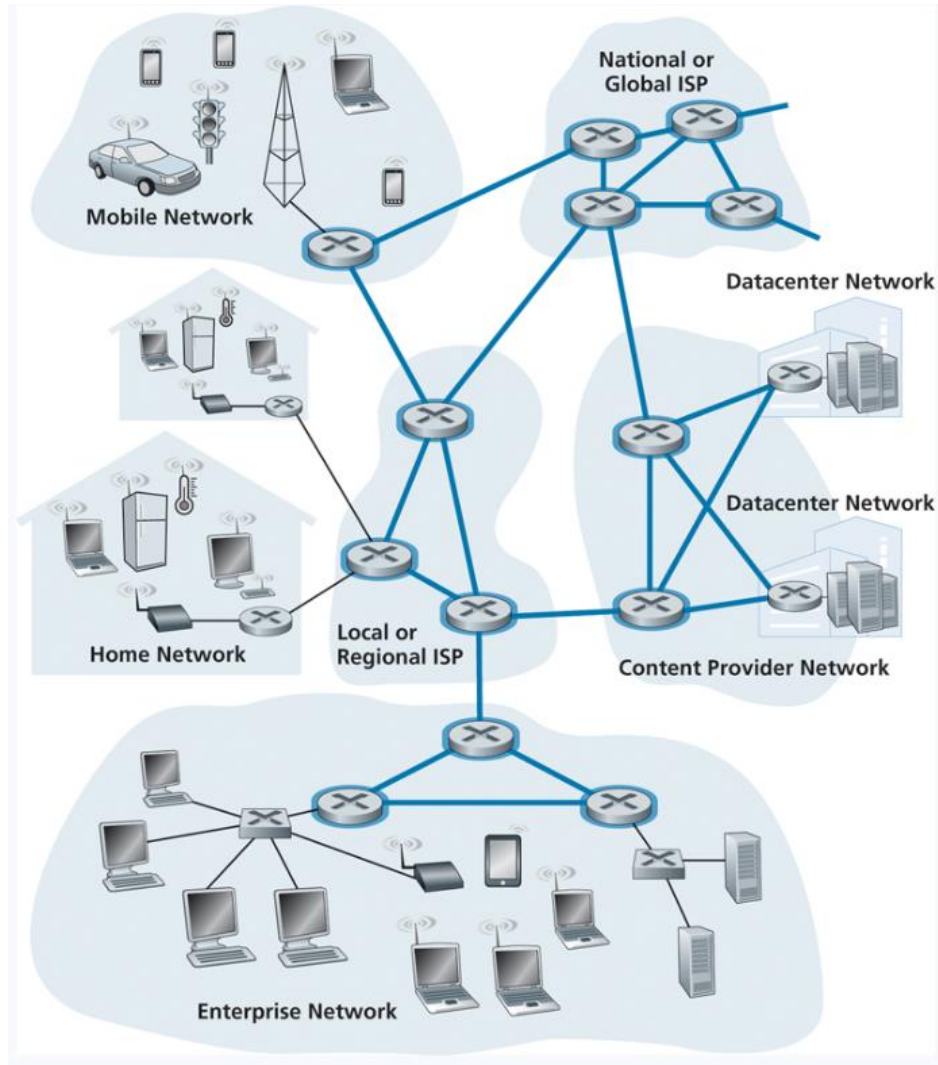 National or
Global ISP
Mobile Network
Datacenter Network
Datacenter Network
Local or
Regional ISP
Home Network
Content Provider Network
Enterprise Network